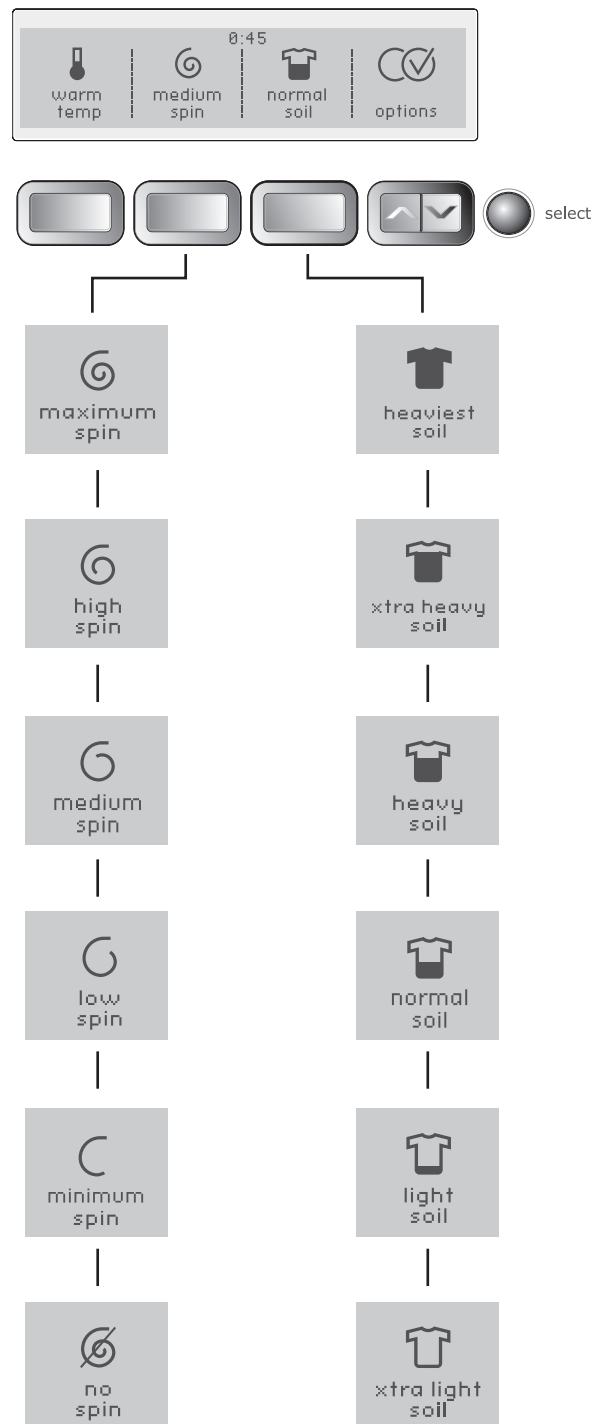 0:45
warm
temp
medium
spin
normal
soil
options
select
maximum
spin
heaviest
soil
high
spin
xtra heavy
soil
medium
spin
heavy
soil
low
spin
normal
soil
minimum
spin
light
soil
no
spin
xtra light
soil